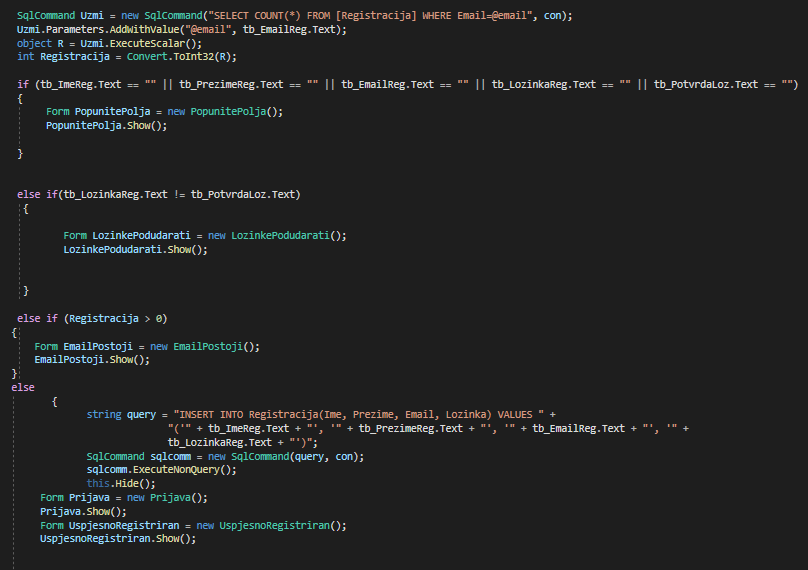 SqlCommand Uzmi = new SqlCommand("SELECT COUNT(*) FROM [Registracija] WHERE Email=@email", con);
Uzmi.Parameters.AddWithValue("@email", tb_EmailReg.Text);
object R = Uzmi.ExecuteScalar();
int Registracija = Convert.ToInt32(R);
if (tb_ImeReg.Text == "" || tb_PrezimeReg.Text == "" || tb_EmailReg.Text == "" || tb_LozinkaReg.Text == "" || tb_PotvrdaLoz.Text == "")
{
Form PopunitePolja = new PopunitePolja();
PopunitePolja.Show();
}
else if(tb_LozinkaReg.Text != tb_PotvrdaLoz.Text)
{
Form LozinkePodudarati = new LozinkePodudarati();
LozinkePodudarati.Show();
}
else if (Registracija > 0)
{
Form EmailPostoji = new EmailPostoji();
EmailPostoji.Show();
}
else
{
string query = "INSERT INTO Registracija(Ime, Prezime, Email, Lozinka) VALUES " +
"('" + tb_ImeReg.Text + "', '" + tb_PrezimeReg.Text + "', '" + tb_EmailReg.Text + "', '" +
tb_LozinkaReg.Text + "')";
SqlCommand sqlcomm = new SqlCommand(query, con);
sqlcomm.ExecuteNonQuery();
this.Hide();
Form Prijava = new Prijava();
Prijava.Show();
Form UspjesnoRegistriran = new UspjesnoRegistriran();
UspjesnoRegistriran.Show();